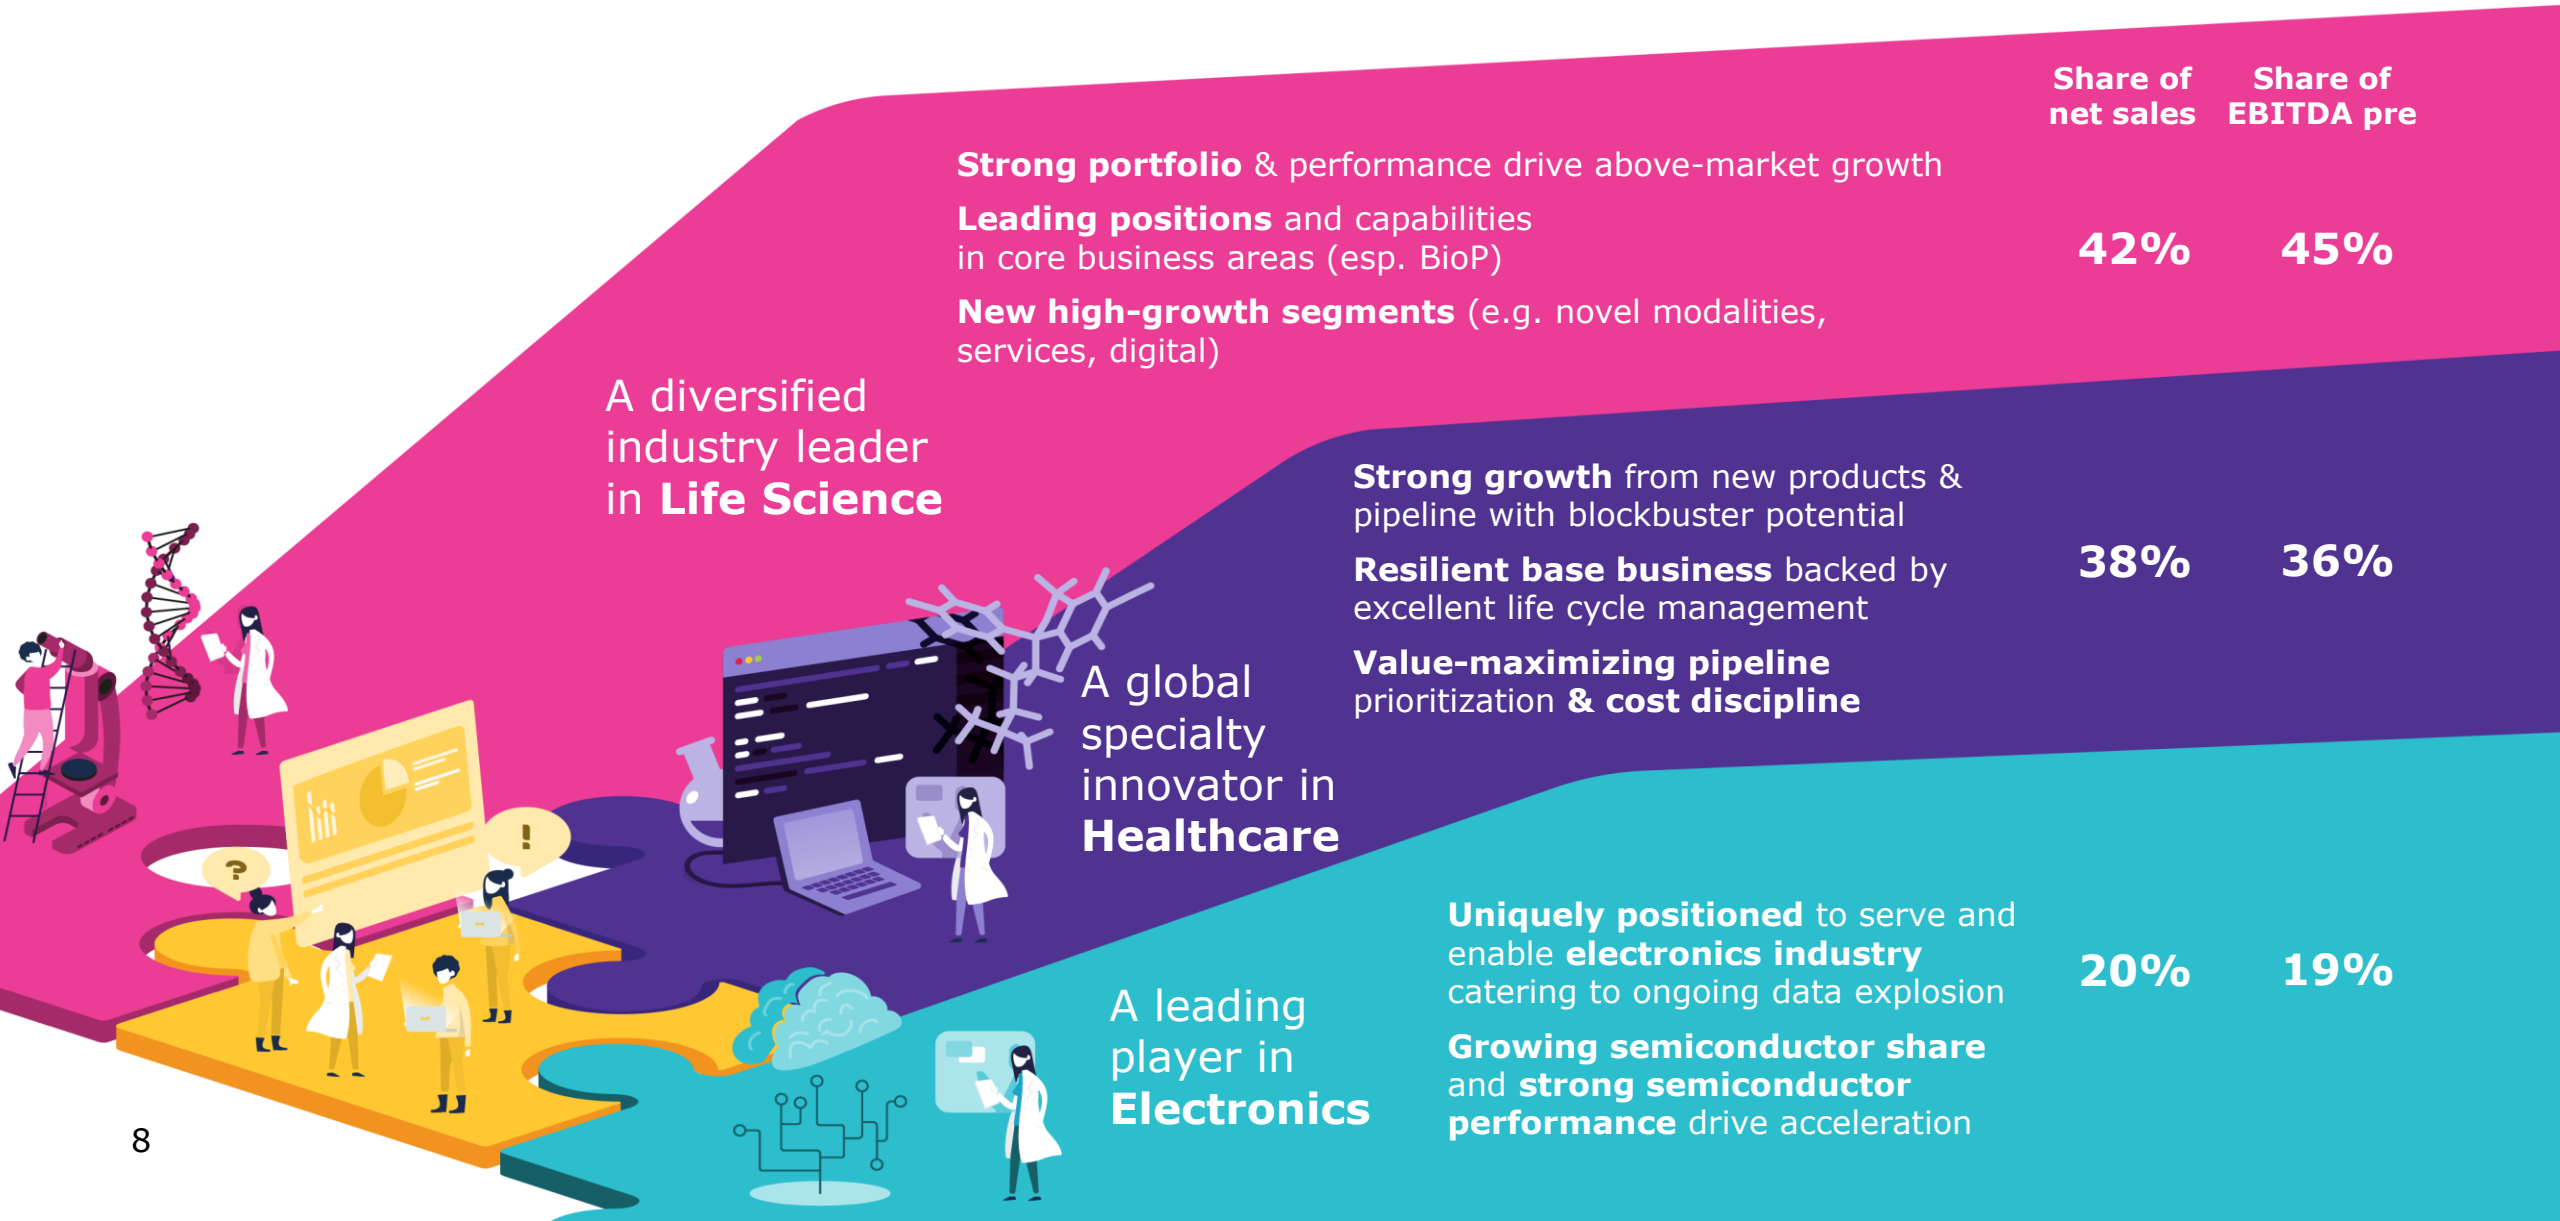 Share of
net sales
Share of
EBITDA pre
A diversified
industry leader
in Life Science
Strong portfolio & performance drive above-market growth
Leading positions and capabilities
in core business areas (esp. BioP)
New high-growth segments (e.g. novel modalities,
services, digital)
42%
45%
A global
specialty
innovator in
Healthcare
Strong growth from new products &
pipeline with blockbuster potential
Resilient base business backed by
excellent life cycle management
Value-maximizing pipeline
prioritization & cost discipline
38%
36%
A leading
player in
Electronics
Uniquely positioned to serve and
enable electronics industry
catering to ongoing data explosion
Growing semiconductor share
and strong semiconductor
performance drive acceleration
20%
19%
?
!
8